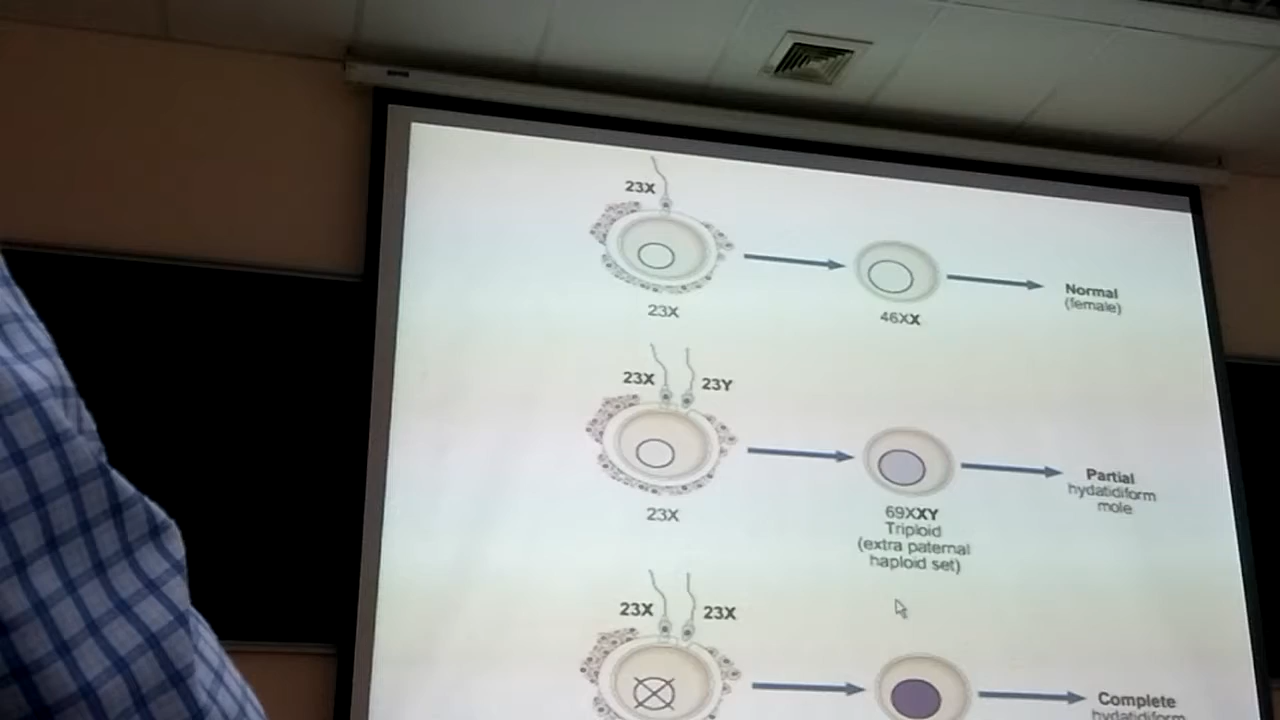 23X
23X
46XX
Normal
(female)
23X
23Y
23X
69XXY
Triploid
(extra paternal
haploid set)
Partial
hydatidiform
mole
23X
23X
Complete
hydatidiform